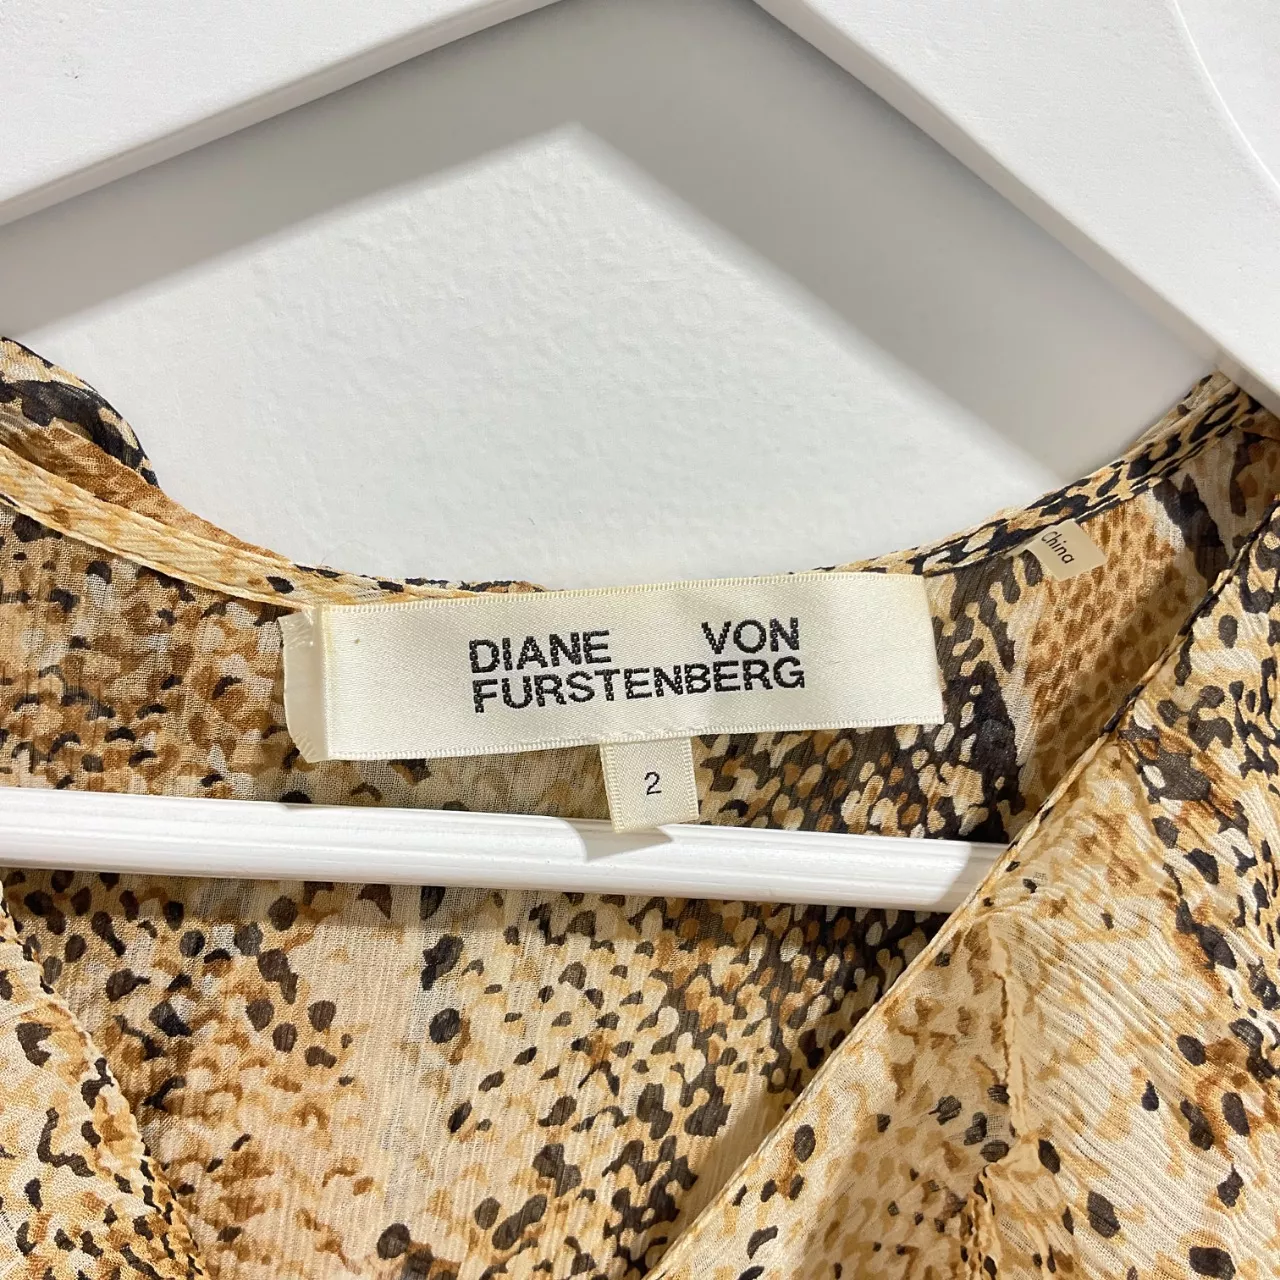 DIANE VON
FURSTENBERG
2
China